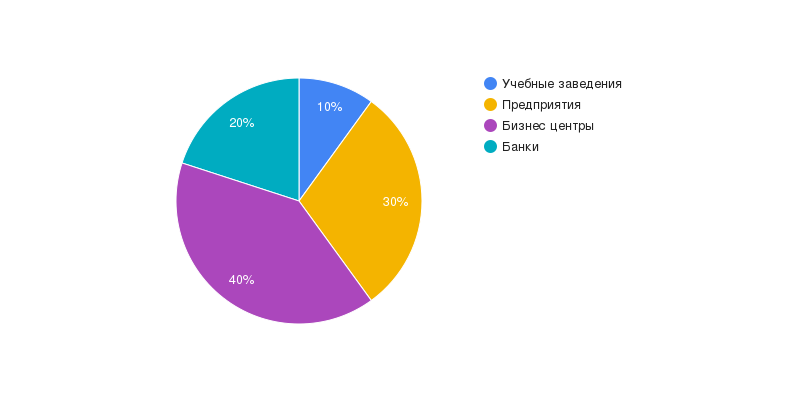 10%
20%
30%
40%
Учебные заведения
Предприятия
Бизнес центры
Банки